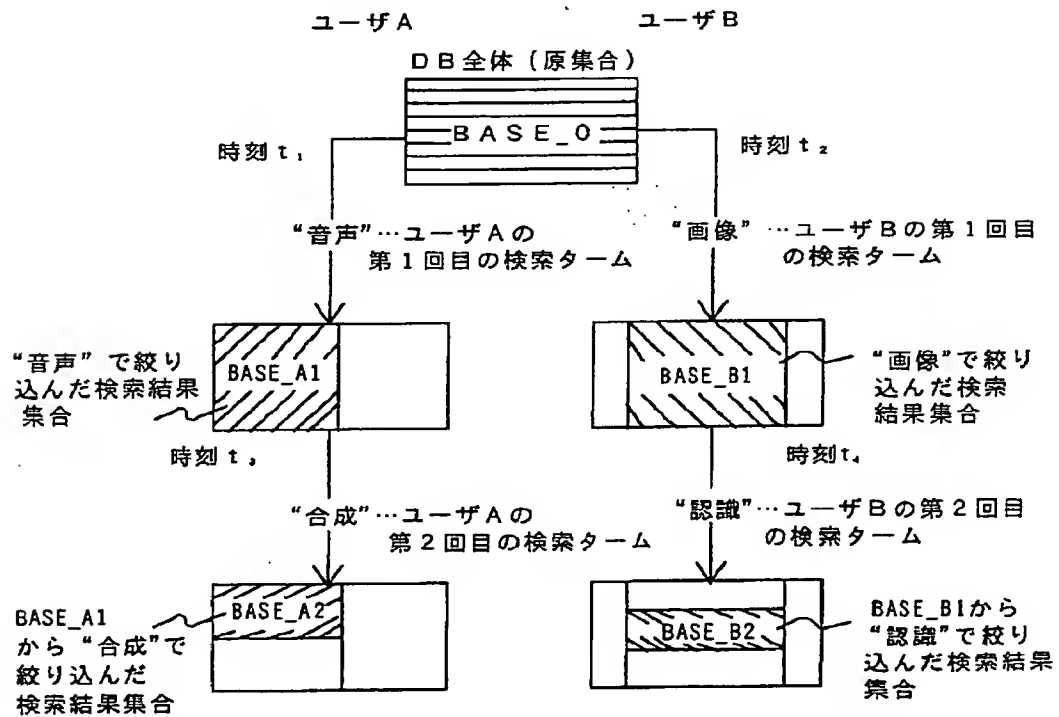 ユーザA
ユーザB
DB全体(原集合)
BASE_0
時刻t₁
時刻t₂
“音声”…ユーザAの
第1回目の検索ターム
“画像”…ユーザBの第1回目
の検索ターム
“音声”で絞り
込んだ検索結果
集合
BASE_A1
BASE_B1
“画像”で絞り
込んだ検索
結果集合
時刻t₃
時刻t₄
“合成”…ユーザAの
第2回目の検索ターム
“認識”…ユーザBの第2回目
の検索ターム
BASE_A1
から“合成”で
絞り込んだ
検索結果集合
BASE_A2
BASE_B2
BASE_B1から
“認識”で絞り
込んだ検索結果
集合